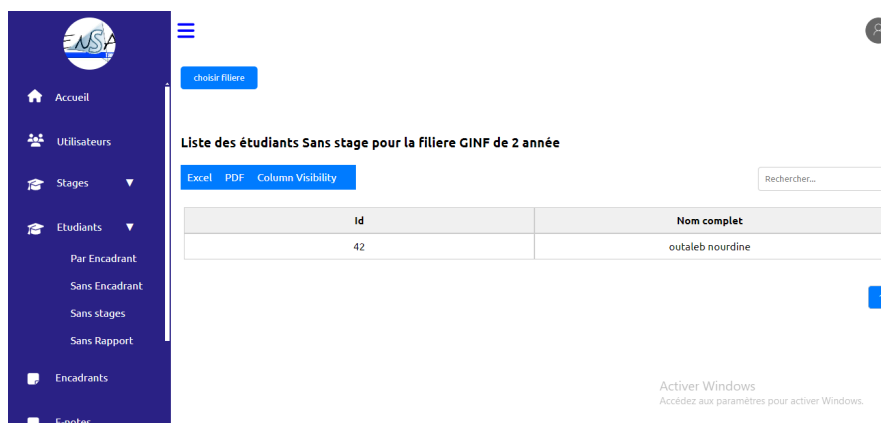 ENSA
choisir filiere
Accueil
Utilisateurs
Liste des étudiants Sans stage pour la filiere GINF de 2 année
Stages ▼
Excel PDF Column Visibility
Rechercher...
Id Nom complet
Etudiants ▼
42 outaleb nourdine
Par Encadrant
Sans Encadrant
Sans stages
Sans Rapport
Encadrants
Activer Windows
Accédez aux paramètres pour activer Windows.
F-notes